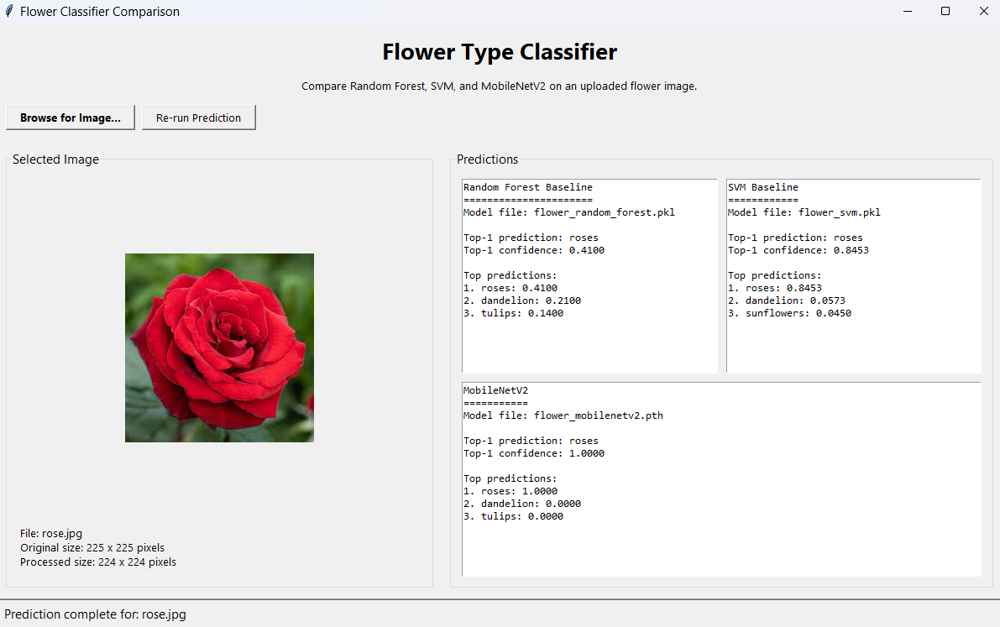 Flower Classifier Comparison
Flower Type Classifier
Compare Random Forest, SVM, and MobileNetV2 on an uploaded flower image.
Browse for Image...
Re-run Prediction
Selected Image
File: rose.jpg
Original size: 225 x 225 pixels
Processed size: 224 x 224 pixels
Predictions
Random Forest Baseline
======================
Model file: flower_random_forest.pkl
Top-1 prediction: roses
Top-1 confidence: 0.4100
Top predictions:
1. roses: 0.4100
2. dandelion: 0.2100
3. tulips: 0.1400
SVM Baseline
============
Model file: flower_svm.pkl
Top-1 prediction: roses
Top-1 confidence: 0.8453
Top predictions:
1. roses: 0.8453
2. dandelion: 0.0573
3. sunflowers: 0.0450
MobileNetV2
===========
Model file: flower_mobilenetv2.pth
Top-1 prediction: roses
Top-1 confidence: 1.0000
Top predictions:
1. roses: 1.0000
2. dandelion: 0.0000
3. tulips: 0.0000
Prediction complete for: rose.jpg